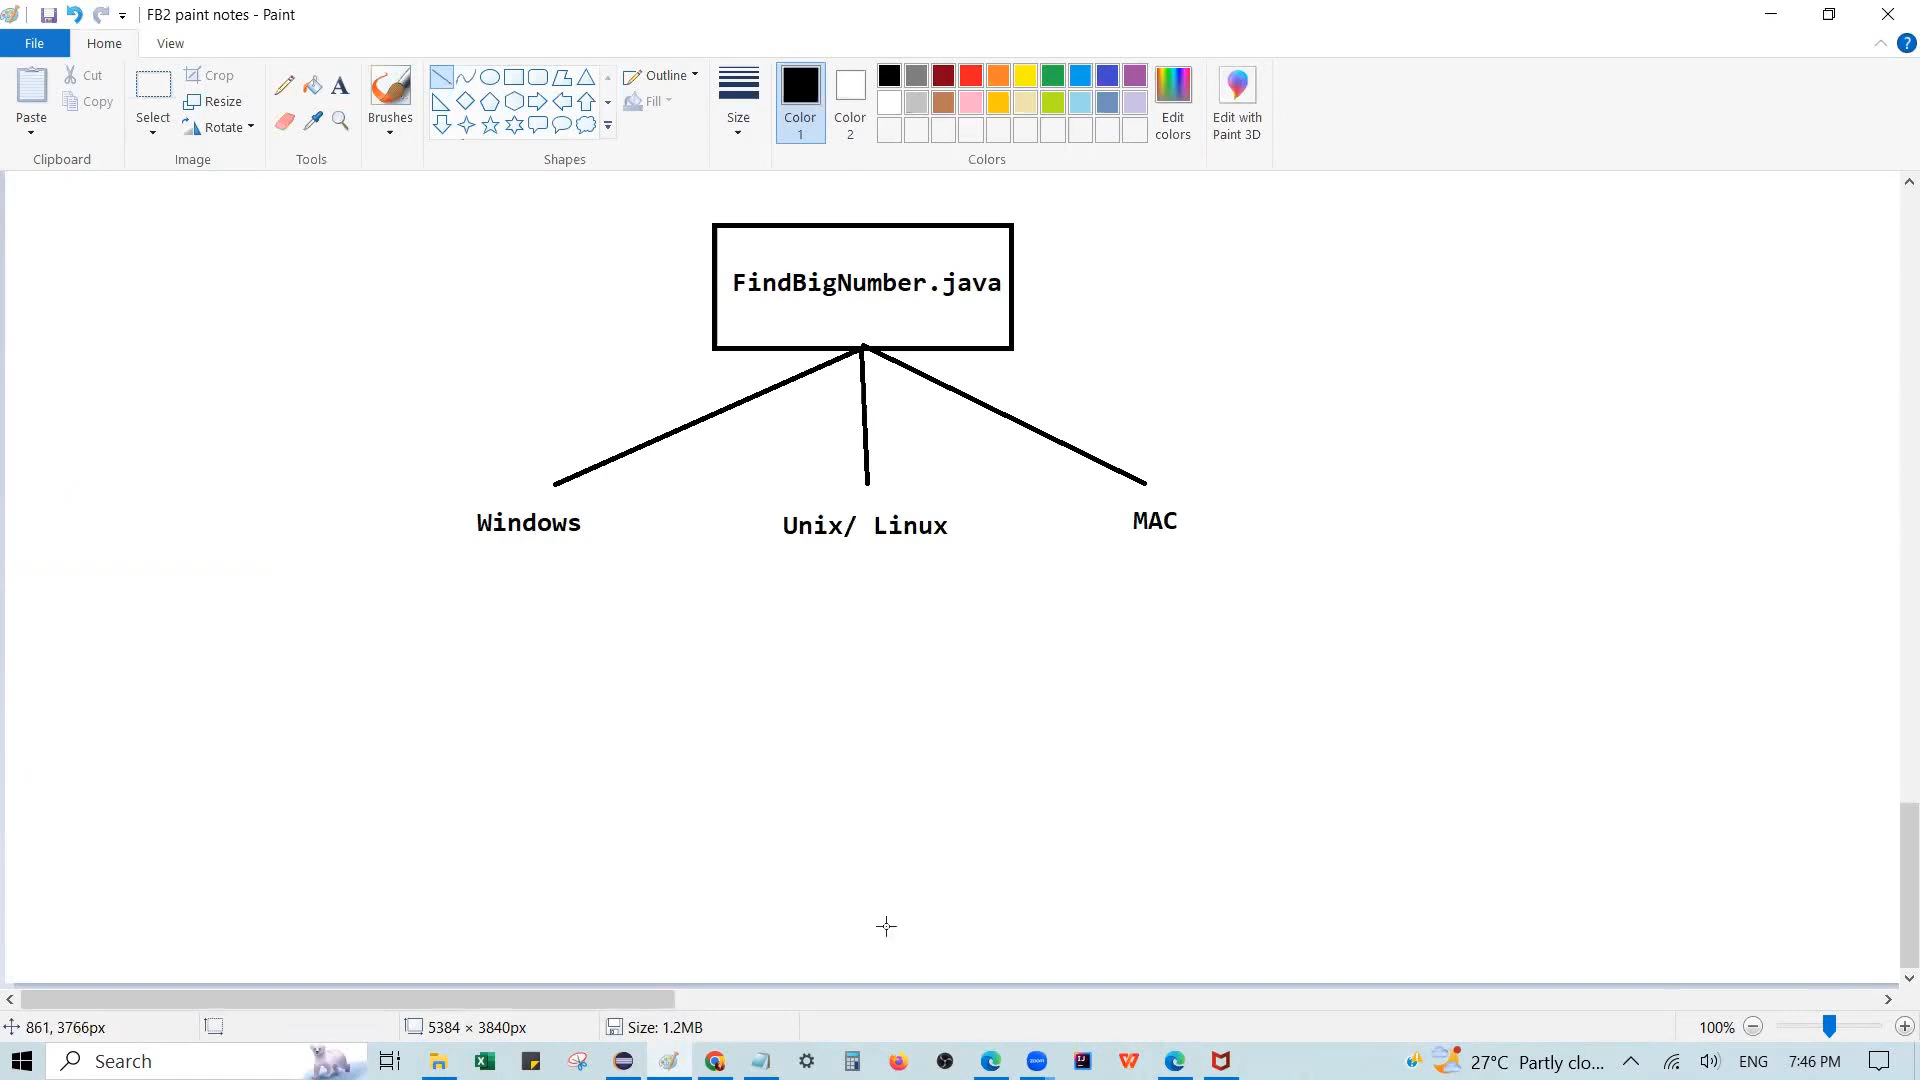 FB2 paint notes - Paint
File Home View
Paste
Cut
Copy
Clipboard
Select
Crop
Resize
Rotate
Image
A
Tools
Brushes
Outline
Fill
Shapes
Size
Color 1
Color 2
Edit colors
Edit with Paint 3D
Colors
FindBigNumber.java
Windows
Unix/ Linux
MAC
861, 3766px
5384 × 3840px
Size: 1.2MB
100%
Search
27°C Partly clo...
ENG
7:46 PM